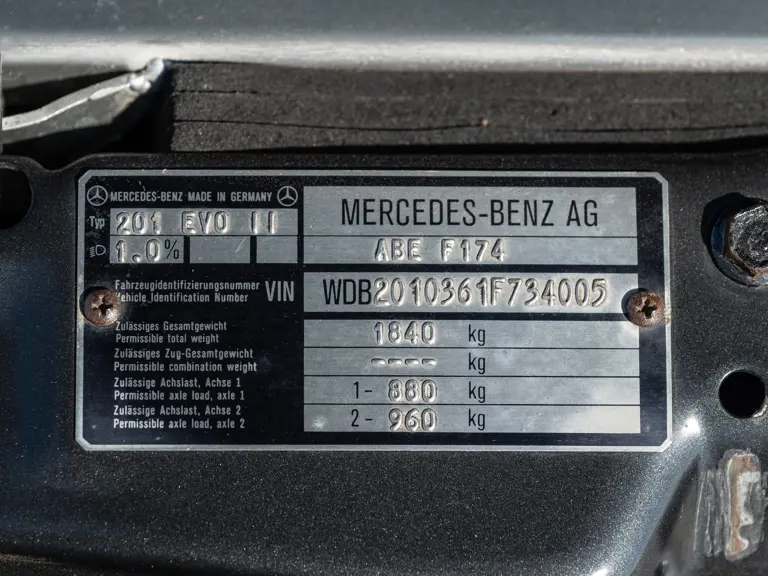 MERCEDES-BENZ MADE IN GERMANY
Typ 201 EVO II
MERCEDES-BENZ AG
1.0%
ABE F174
Fahrzeugidentifizierungsnummer
Vehicle Identification Number
VIN WDB2010361F734005
Zulässiges Gesamtgewicht
Permissible total weight
1840 kg
Zulässiges Zug-Gesamtgewicht
Permissible combination weight
---- kg
Zulässige Achslast, Achse 1
Permissible axle load, axle 1
1- 880 kg
Zulässige Achslast, Achse 2
Permissible axle load, axle 2
2- 960 kg